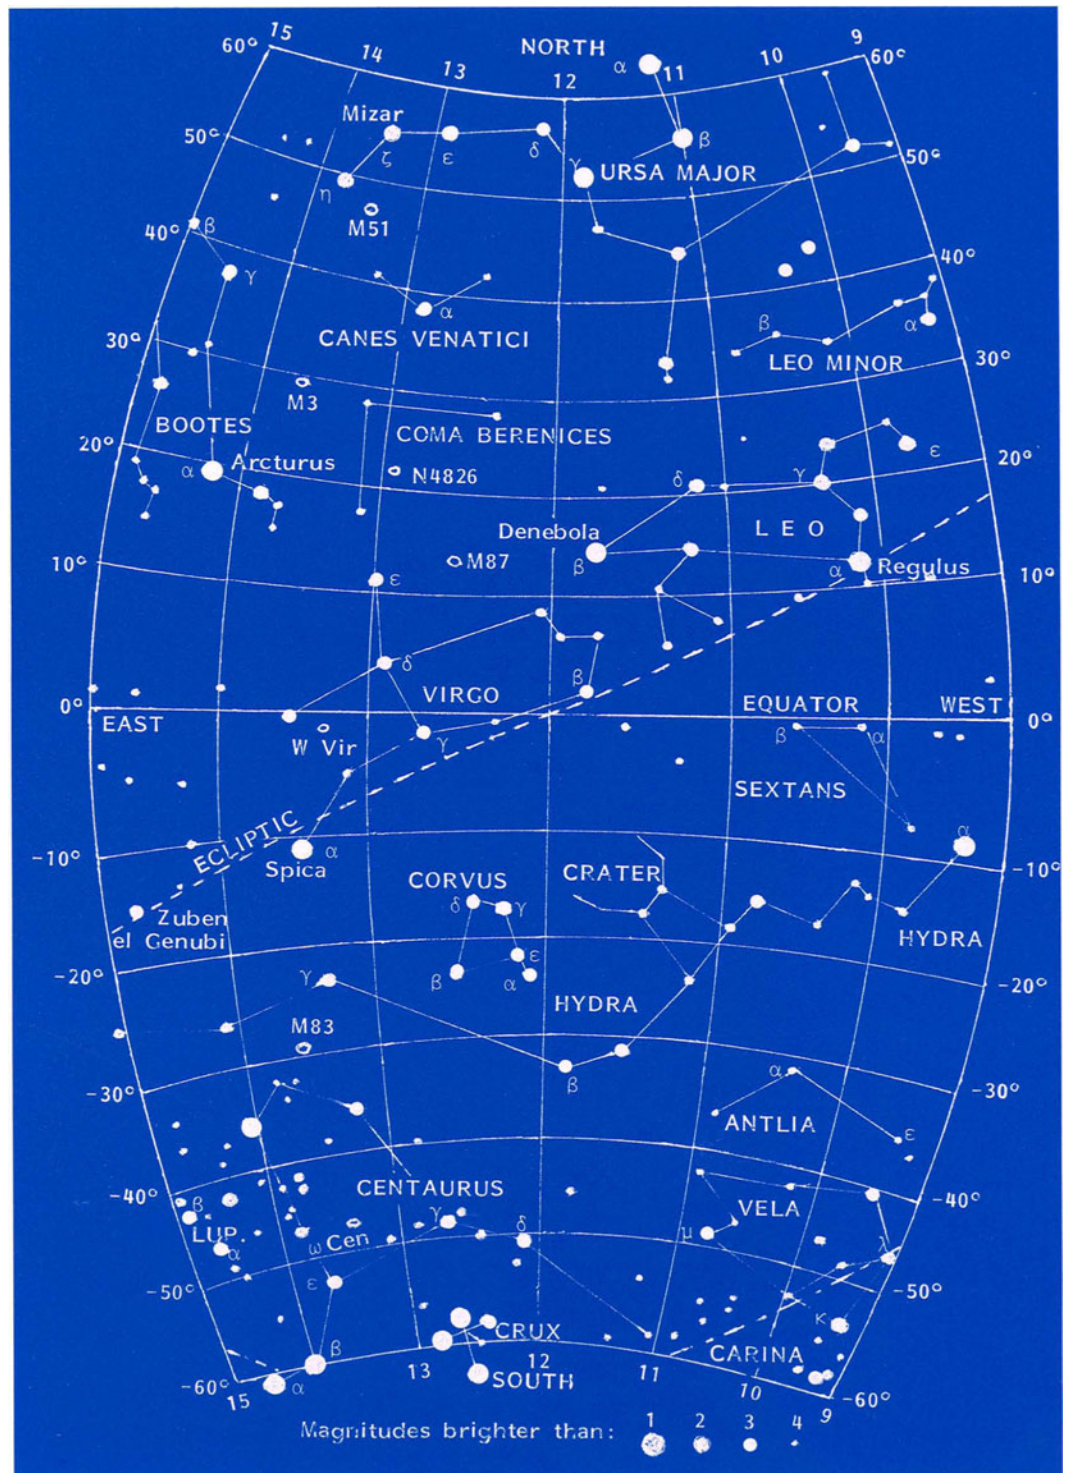 15
14
13
12
NORTH
α
11
10
9
60°
60°
Mizar
50°
ζ
ε
δ
γ
β
URSA MAJOR
50°
η
M51
β
40°
γ
40°
α
CANES VENATICI
β
α
30°
LEO MINOR
30°
M3
BOOTES
COMA BERENICES
20°
α
Arcturus
N4826
δ
γ
ε
20°
Denebola
L E O
10°
M87
β
α
Regulus
10°
ε
δ
VIRGO
β
EQUATOR
WEST
0°
EAST
W Vir
γ
β
α
0°
SEXTANS
ECLIPTIC
-10°
Spica
α
α
-10°
CORVUS
CRATER
Zuben
el Genubi
δ
γ
HYDRA
-20°
γ
β
ε
α
HYDRA
-20°
M83
β
-30°
α
-30°
ANTLIA
ε
-40°
CENTAURUS
VELA
-40°
β
LUP.
α
ω Cen
γ
δ
μ
λ
-50°
ε
κ
-50°
β
CRUX
CARINA
-60°
α
SOUTH
-60°
15
13
12
11
10
9
Magnitudes brighter than:
1
2
3
4